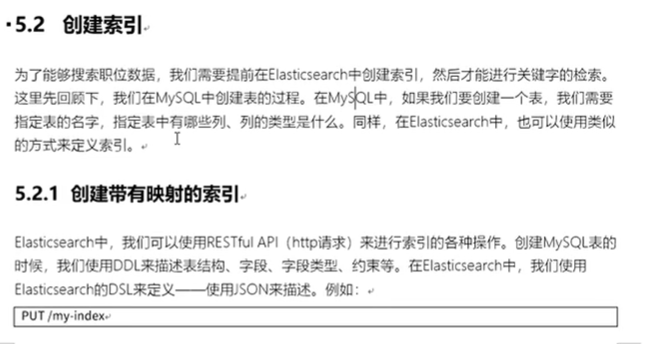 5.2 创建索引
为了能够搜索职位数据，我们需要提前在Elasticsearch中创建索引，然后才能进行关键字的检索。
这里先回顾下，我们在MySQL中创建表的过程。在MySQL中，如果我们要创建一个表，我们需要
指定表的名字，指定表中有哪些列、列的类型是什么。同样，在Elasticsearch中，也可以使用类似
的方式来定义索引。
5.2.1 创建带有映射的索引
Elasticsearch中，我们可以使用RESTful API（http请求）来进行索引的各种操作。创建MySQL表的
时候，我们使用DDL来描述表结构、字段、字段类型、约束等。在Elasticsearch中，我们使用
Elasticsearch的DSL来定义——使用JSON来描述。例如：
PUT /my-index